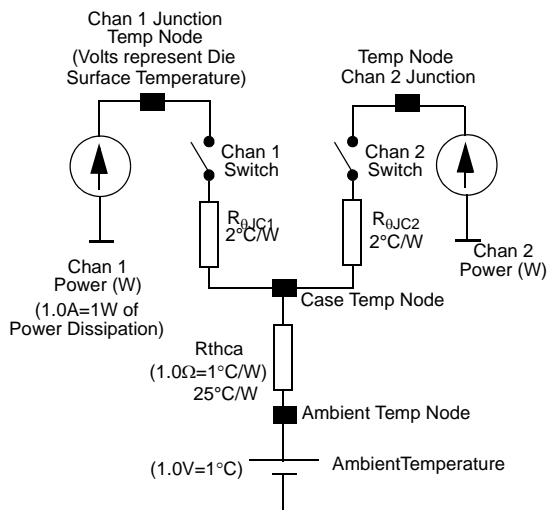 Chan 1 Junction
Temp Node
(Volts represent Die
Surface Temperature)
Temp Node
Chan 2 Junction
Chan 1
Switch
Chan 2
Switch
RθJC1
2°C/W
RθJC2
2°C/W
Chan 1
Power (W)
(1.0A=1W of
Power Dissipation)
Chan 2
Power (W)
Case Temp Node
Rthca
(1.0Ω=1°C/W)
25°C/W
Ambient Temp Node
(1.0V=1°C)
AmbientTemperature